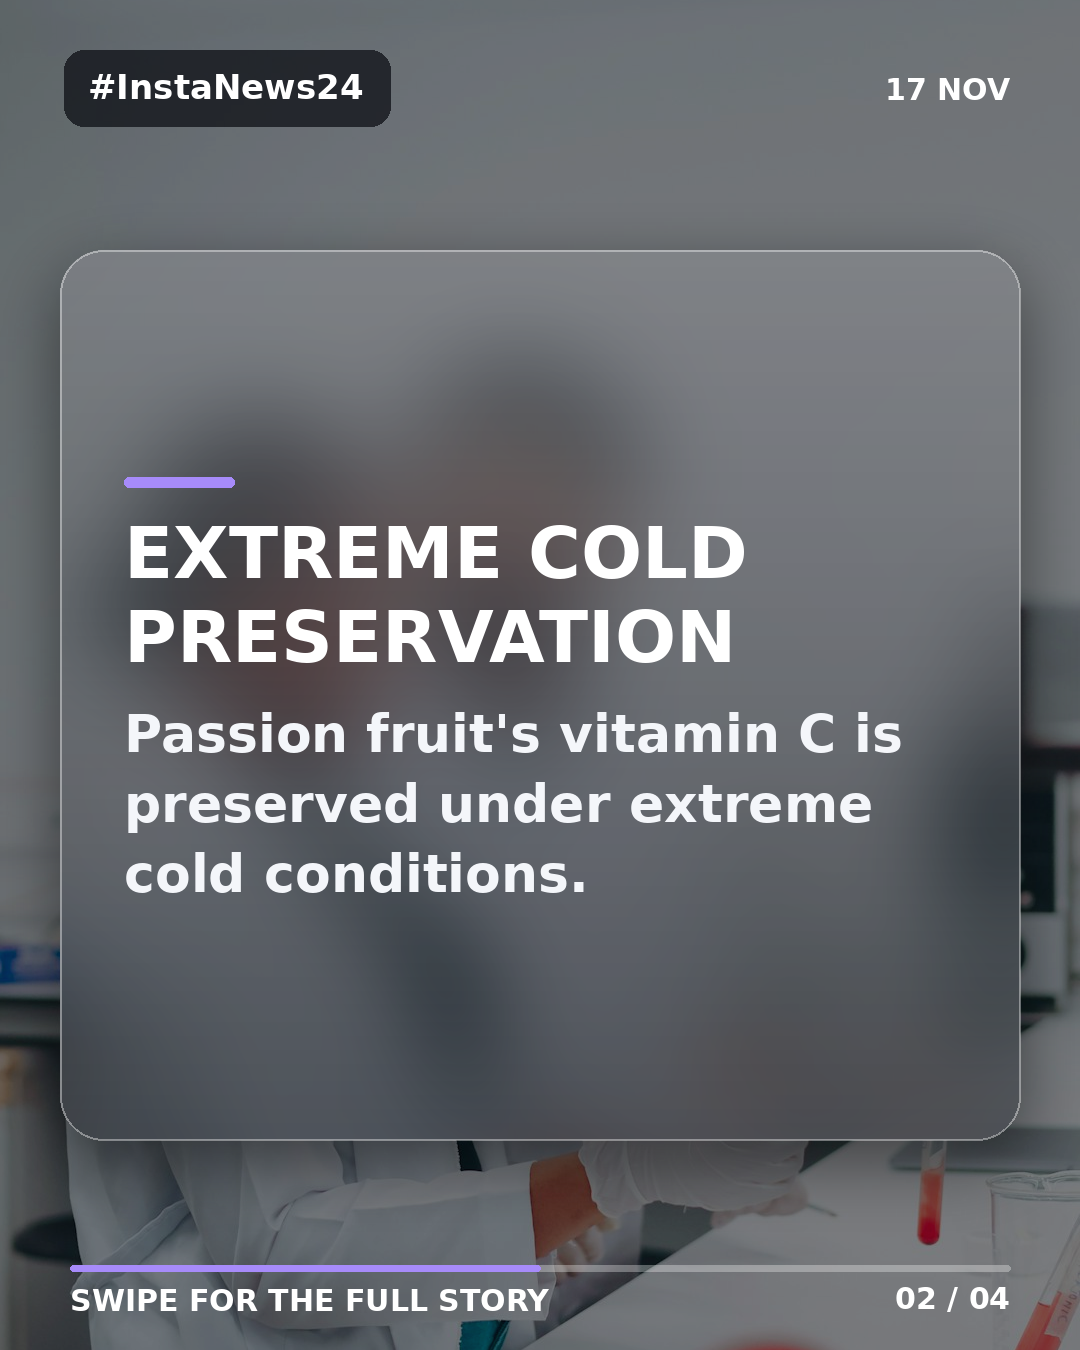 #InstaNews24
17 NOV
EXTREME COLD
PRESERVATION
Passion fruit's vitamin C is
preserved under extreme
cold conditions.
SWIPE FOR THE FULL STORY
02 / 04